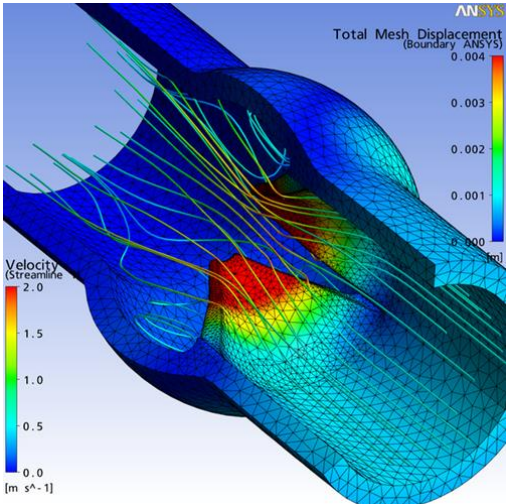 ANSYS
Total Mesh Displacement
(Boundary ANSYS)
0.004
0.003
0.002
0.001
0.000
[m]
Velocity
(Streamline
2.0
1.5
1.0
0.5
0.0
[m s^-1]